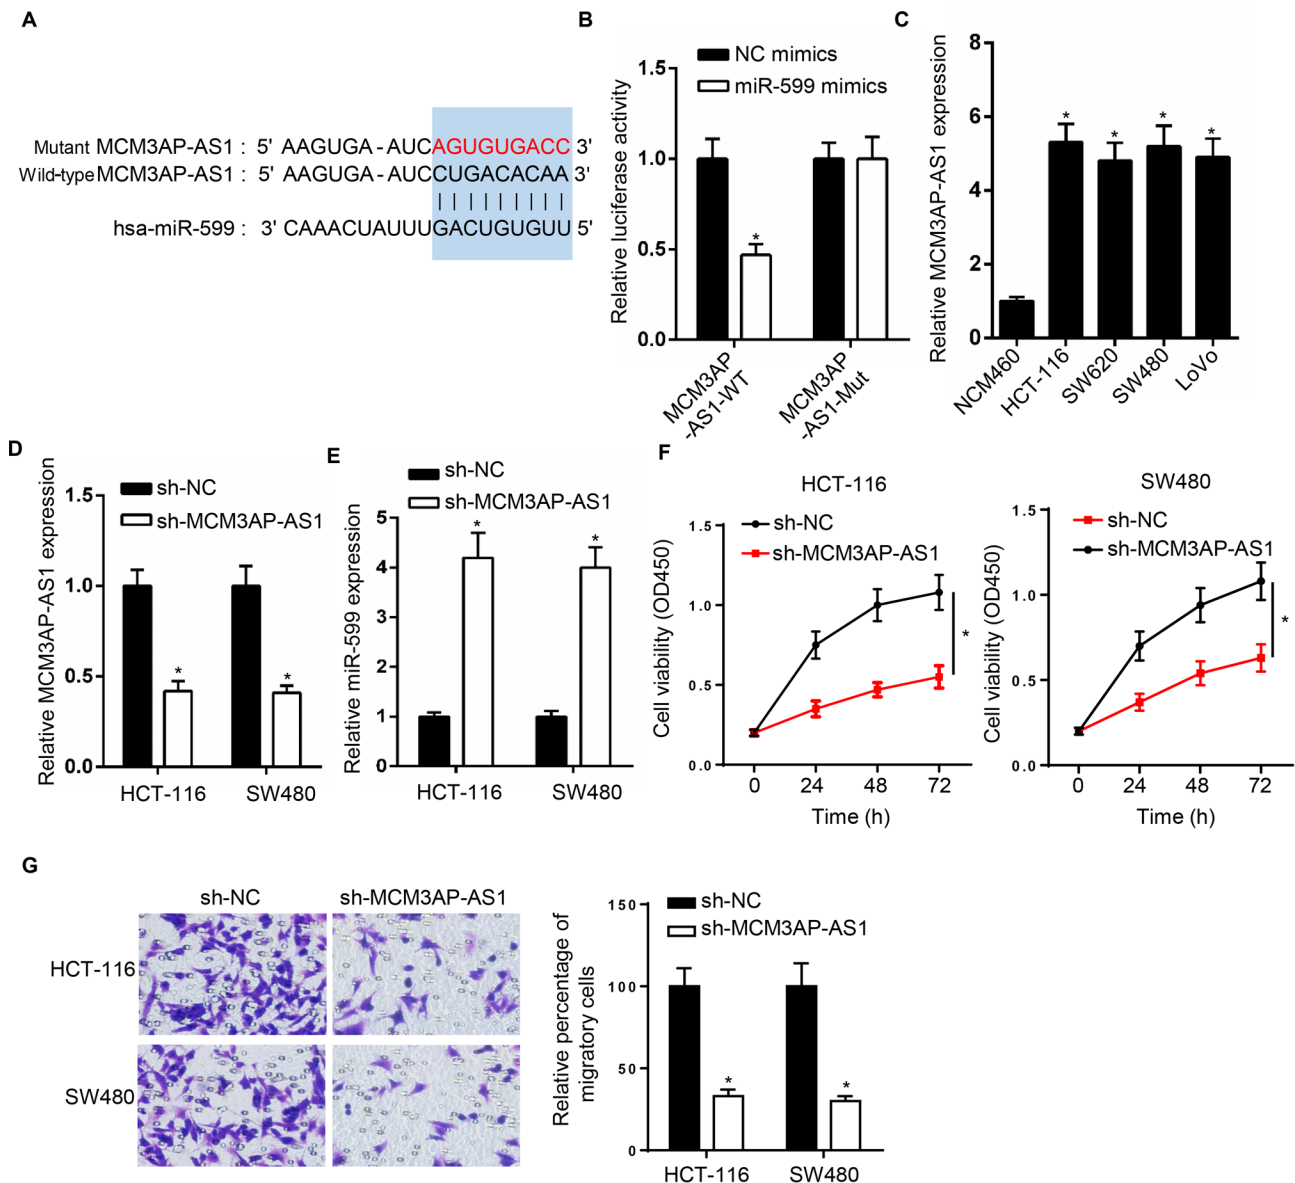 A
Mutant MCM3AP-AS1 : 5' AAGUGA - AUCAGUGUGACC 3'
Wild-type MCM3AP-AS1 : 5' AAGUGA - AUCCUGACACAA 3'
hsa-miR-599 : 3' CAAACUAUUUGACUGUGUU 5'
B
NC mimics
miR-599 mimics
Relative luciferase activity
1.5
1.0
0.5
0.0
*
MCM3AP
-AS1-WT
MCM3AP
-AS1-Mut
C
Relative MCM3AP-AS1 expression
8
6
4
2
0
* * * *
NCM460
HCT-116
SW620
SW480
LoVo
D
sh-NC
sh-MCM3AP-AS1
Relative MCM3AP-AS1 expression
1.5
1.0
0.5
0.0
* *
HCT-116 SW480
E
sh-NC
sh-MCM3AP-AS1
Relative miR-599 expression
5
4
3
2
1
0
* *
HCT-116 SW480
F
HCT-116
sh-NC
sh-MCM3AP-AS1
Cell viability (OD450)
1.5
1.0
0.5
0.0
*
0 24 48 72
Time (h)
SW480
sh-NC
sh-MCM3AP-AS1
Cell viability (OD450)
1.5
1.0
0.5
0.0
*
0 24 48 72
Time (h)
G
sh-NC sh-MCM3AP-AS1
HCT-116
SW480
sh-NC
sh-MCM3AP-AS1
Relative percentage of
migratory cells
150
100
50
0
* *
HCT-116 SW480